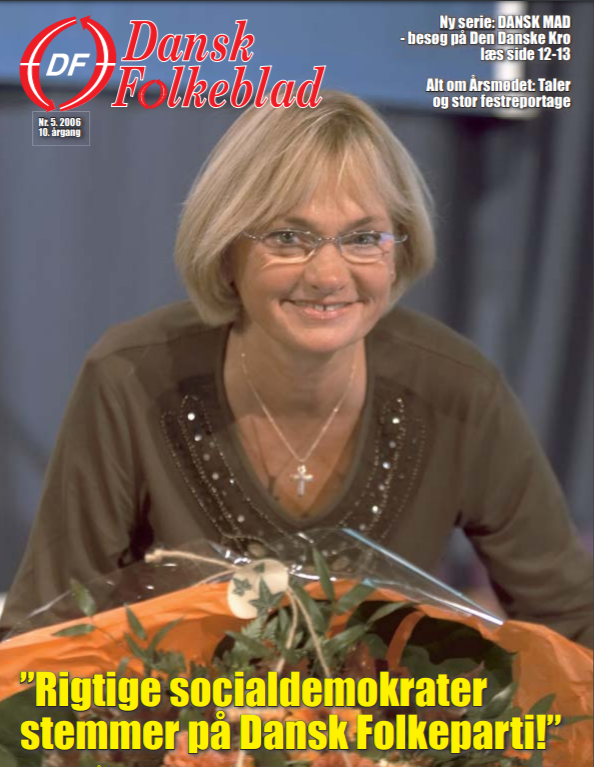 DF
Dansk
Folkeblad
Nr. 5. 2006
10. årgang
Ny serie: DANSK MAD
- besøg på Den Danske Kro
læs side 12-13
Alt om Årsmødet: Taler
og stor festreportage
”Rigtige socialdemokrater
stemmer på Dansk Folkeparti!”